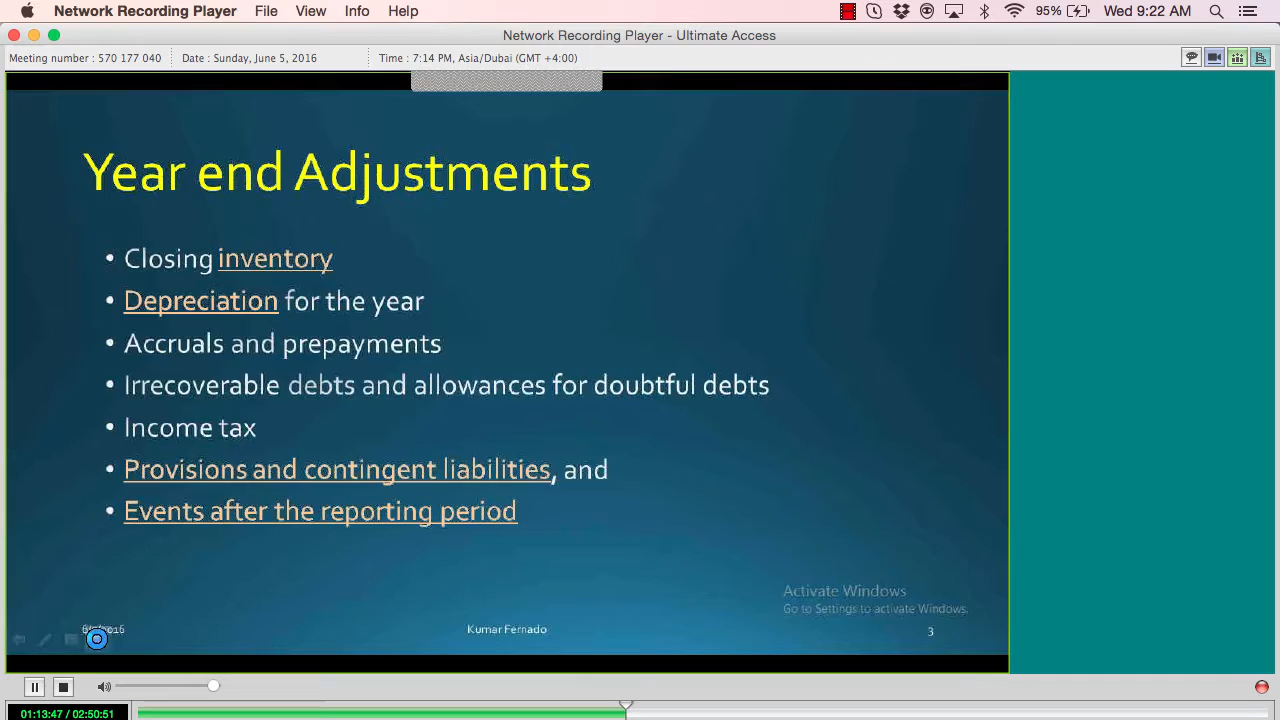 Network Recording Player File View Info Help 95% Wed 9:22 AM
Network Recording Player - Ultimate Access
Meeting number : 570 177 040 Date : Sunday, June 5, 2016 Time : 7:14 PM, Asia/Dubai (GMT +4:00)
Year end Adjustments
• Closing inventory
• Depreciation for the year
• Accruals and prepayments
• Irrecoverable debts and allowances for doubtful debts
• Income tax
• Provisions and contingent liabilities, and
• Events after the reporting period
Activate Windows
Go to Settings to activate Windows.
Kumar Fernado 3
01:13:47 / 02:50:51